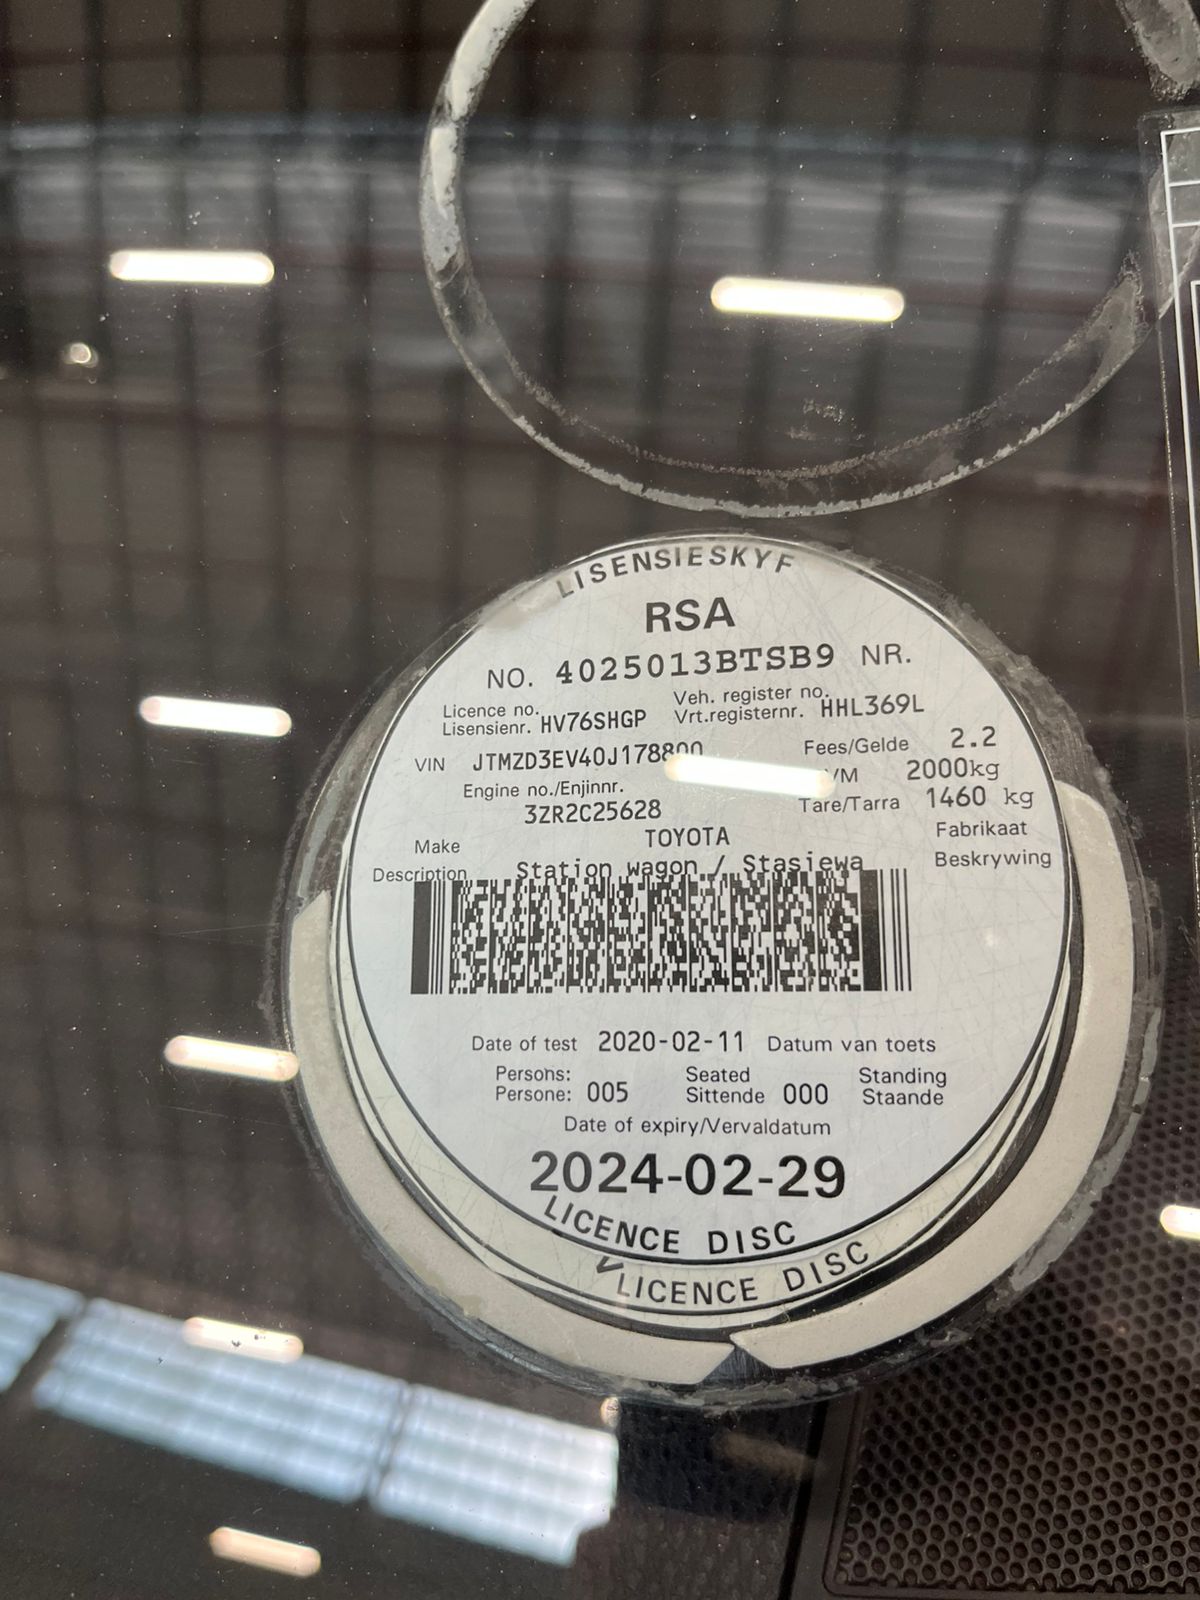 LISENSIESKYF
RSA
NO. 4025013BTSB9 NR.
Licence no. Veh. register no.
Lisensienr. HV76SHGP Vrt.registernr. HHL369L
VIN Fees/Gelde 2.2
2000kg
Engine no./Enjinnr.
3ZR2C25628 Tare/Tarra 1460 kg
Make TOYOTA Fabrikaat
Description Station wagon / Stasiewa Beskrywing
Date of test 2020-02-11 Datum van toets
Persons: Seated Standing
Persone: 005 Sittende 000 Staande
Date of expiry/Vervaldatum
2024-02-29
LICENCE DISC
LICENCE DISC